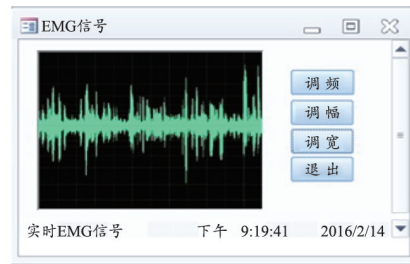 EMG信号
调 频
调 幅
调 宽
退 出
实时EMG信号 下午 9:19:41 2016/2/14